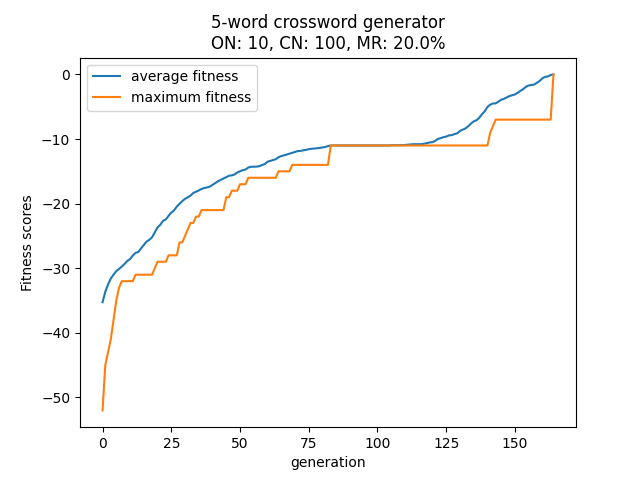 5-word crossword generator
ON: 10, CN: 100, MR: 20.0%
average fitness
maximum fitness
0
−10
−20
−30
−40
−50
Fitness scores
0 25 50 75 100 125 150
generation